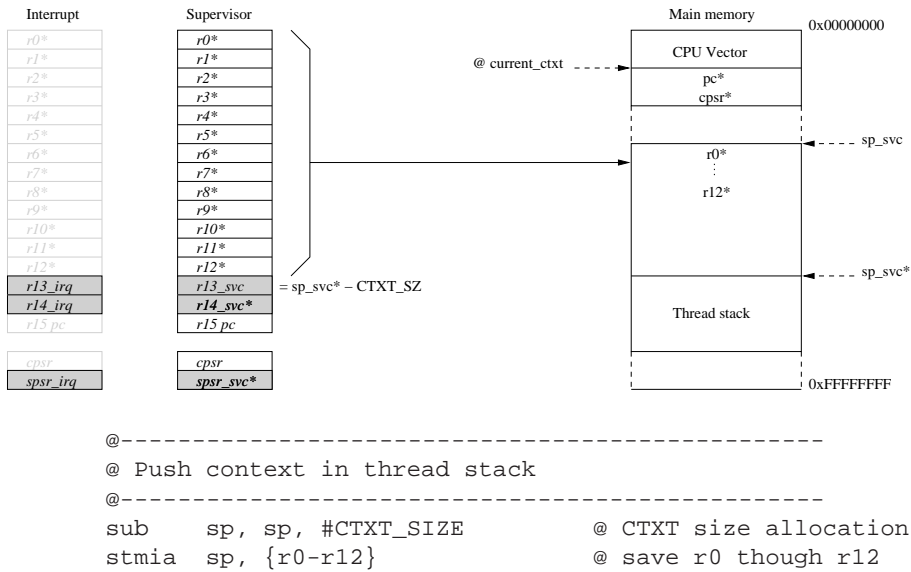 Interrupt
r0*
r1*
r2*
r3*
r4*
r5*
r6*
r7*
r8*
r9*
r10*
r11*
r12*
r13_irq
r14_irq
r15 pc
cpsr
spsr_irq
Supervisor
r0*
r1*
r2*
r3*
r4*
r5*
r6*
r7*
r8*
r9*
r10*
r11*
r12*
r13_svc
= sp_svc* – CTXT_SZ
r14_svc*
r15 pc
cpsr
spsr_svc*
Main memory
0x00000000
CPU Vector
@ current_ctxt
pc*
cpsr*
sp_svc
r0*
r12*
sp_svc*
Thread stack
0xFFFFFFFF
@-------------------------------------------------
@ Push context in thread stack
@-------------------------------------------------
sub sp, sp, #CTXT_SIZE @ CTXT size allocation
stmia sp, {r0-r12} @ save r0 though r12